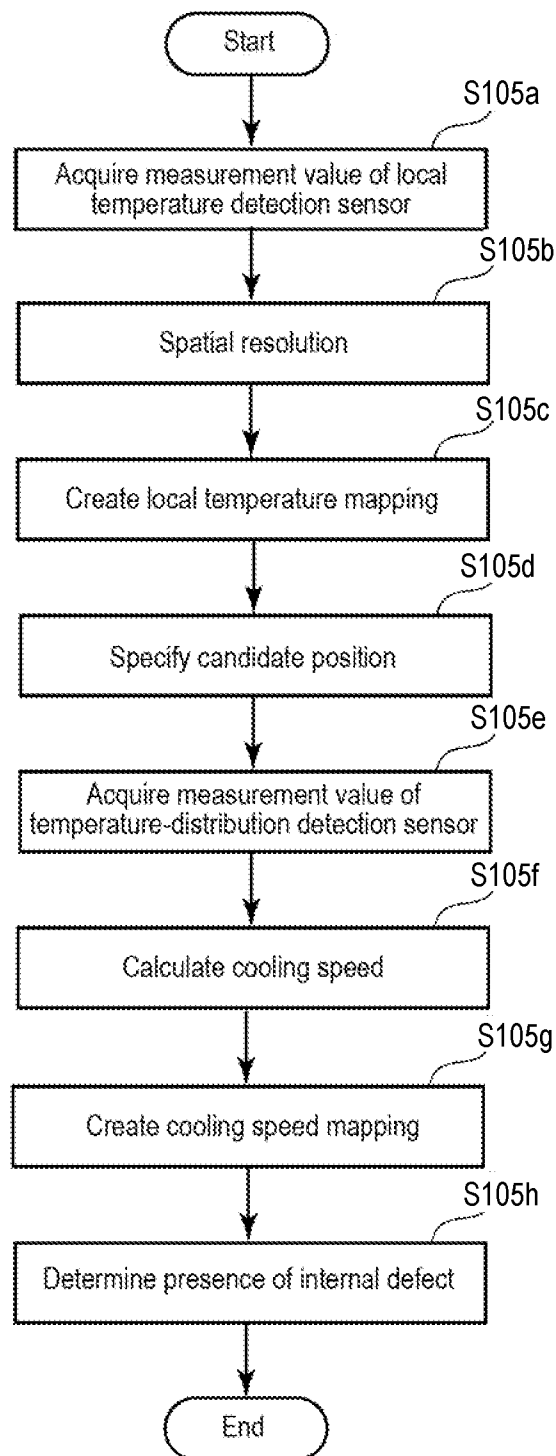 Start
S105a
Acquire measurement value of local
temperature detection sensor
S105b
Spatial resolution
S105c
Create local temperature mapping
S105d
Specify candidate position
S105e
Acquire measurement value of
temperature-distribution detection sensor
S105f
Calculate cooling speed
S105g
Create cooling speed mapping
S105h
Determine presence of internal defect
End